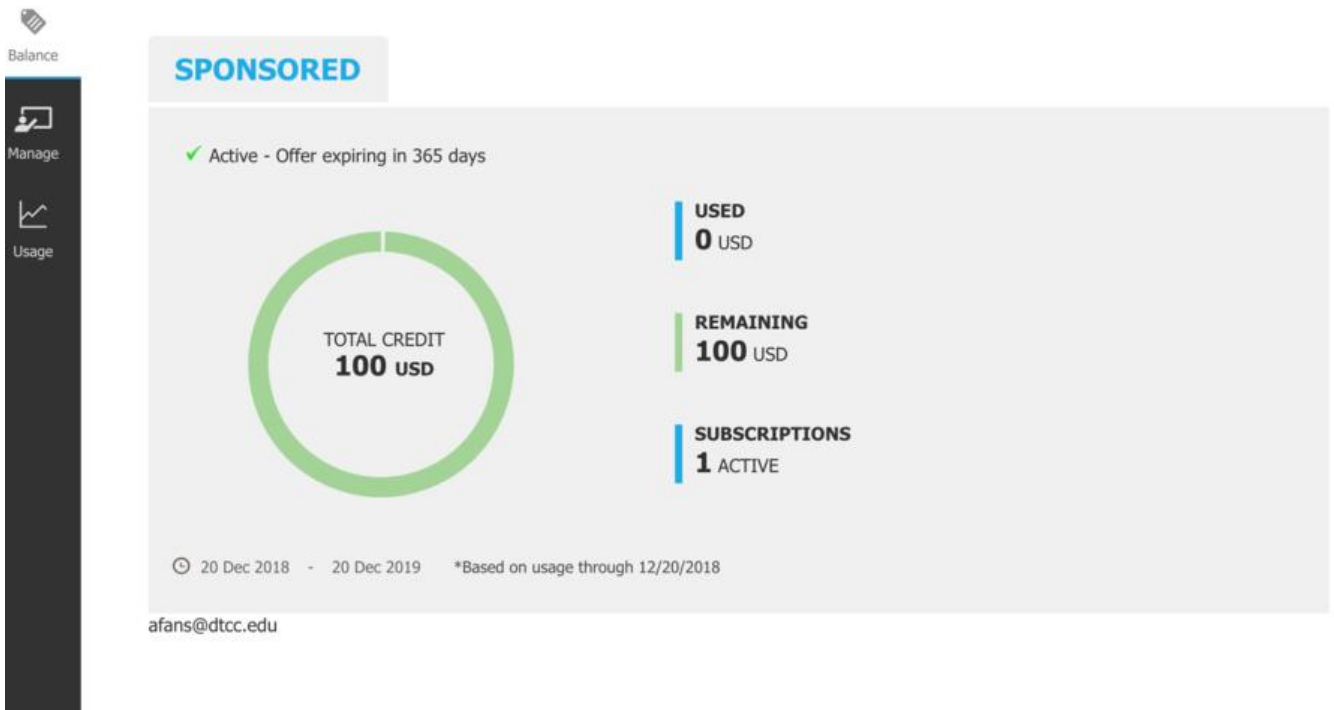 Balance
Manage
Usage
SPONSORED
Active - Offer expiring in 365 days
TOTAL CREDIT
100 USD
USED
0 USD
REMAINING
100 USD
SUBSCRIPTIONS
1 ACTIVE
20 Dec 2018 - 20 Dec 2019 *Based on usage through 12/20/2018
afans@dtcc.edu